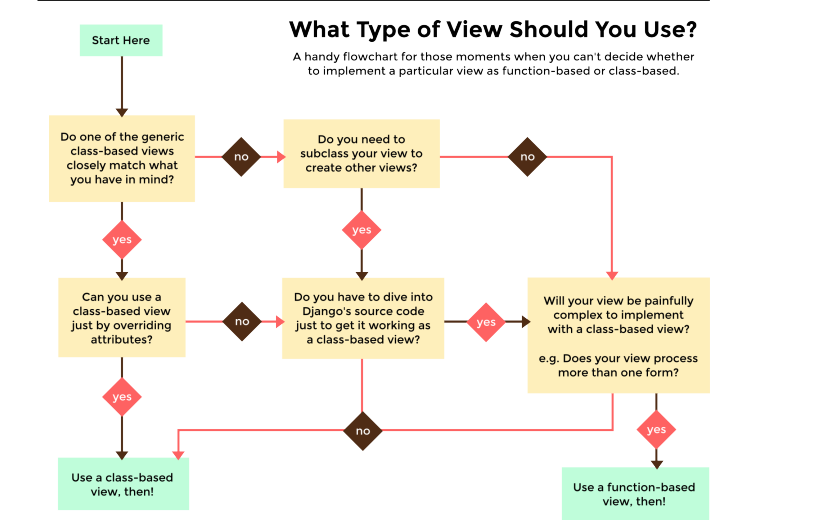 What Type of View Should You Use?
A handy flowchart for those moments when you can't decide whether
to implement a particular view as function-based or class-based.
Start Here
Do one of the generic
class-based views
closely match what
you have in mind?
no
Do you need to
subclass your view to
create other views?
no
yes
yes
Can you use a
class-based view
just by overriding
attributes?
no
Do you have to dive into
Django's source code
just to get it working as
a class-based view?
yes
Will your view be painfully
complex to implement
with a class-based view?
e.g. Does your view process
more than one form?
yes
no
yes
Use a class-based
view, then!
Use a function-based
view, then!